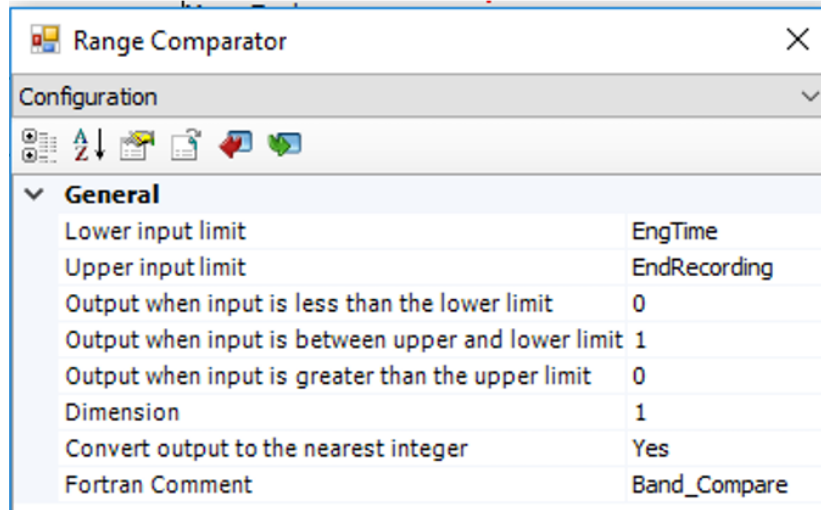 Range Comparator
Configuration
General
Lower input limit EngTime
Upper input limit EndRecording
Output when input is less than the lower limit 0
Output when input is between upper and lower limit 1
Output when input is greater than the upper limit 0
Dimension 1
Convert output to the nearest integer Yes
Fortran Comment Band_Compare